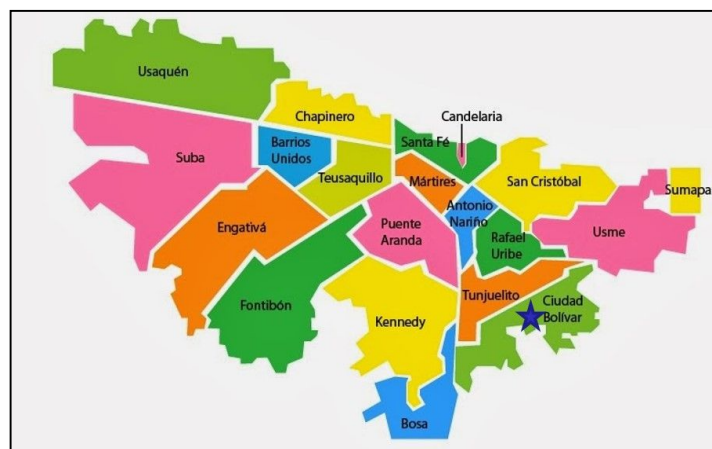 Usaquén
Chapinero
Candelaria
Barrios
Unidos
Santa Fé
Suba
Teusaquillo
Mártires
San Cristóbal
Sumapa
Antonio
Nariño
Engativá
Puente
Aranda
Rafael
Uribe
Usme
Fontibón
Tunjuelito
Ciudad
Bolívar
Kennedy
Bosa